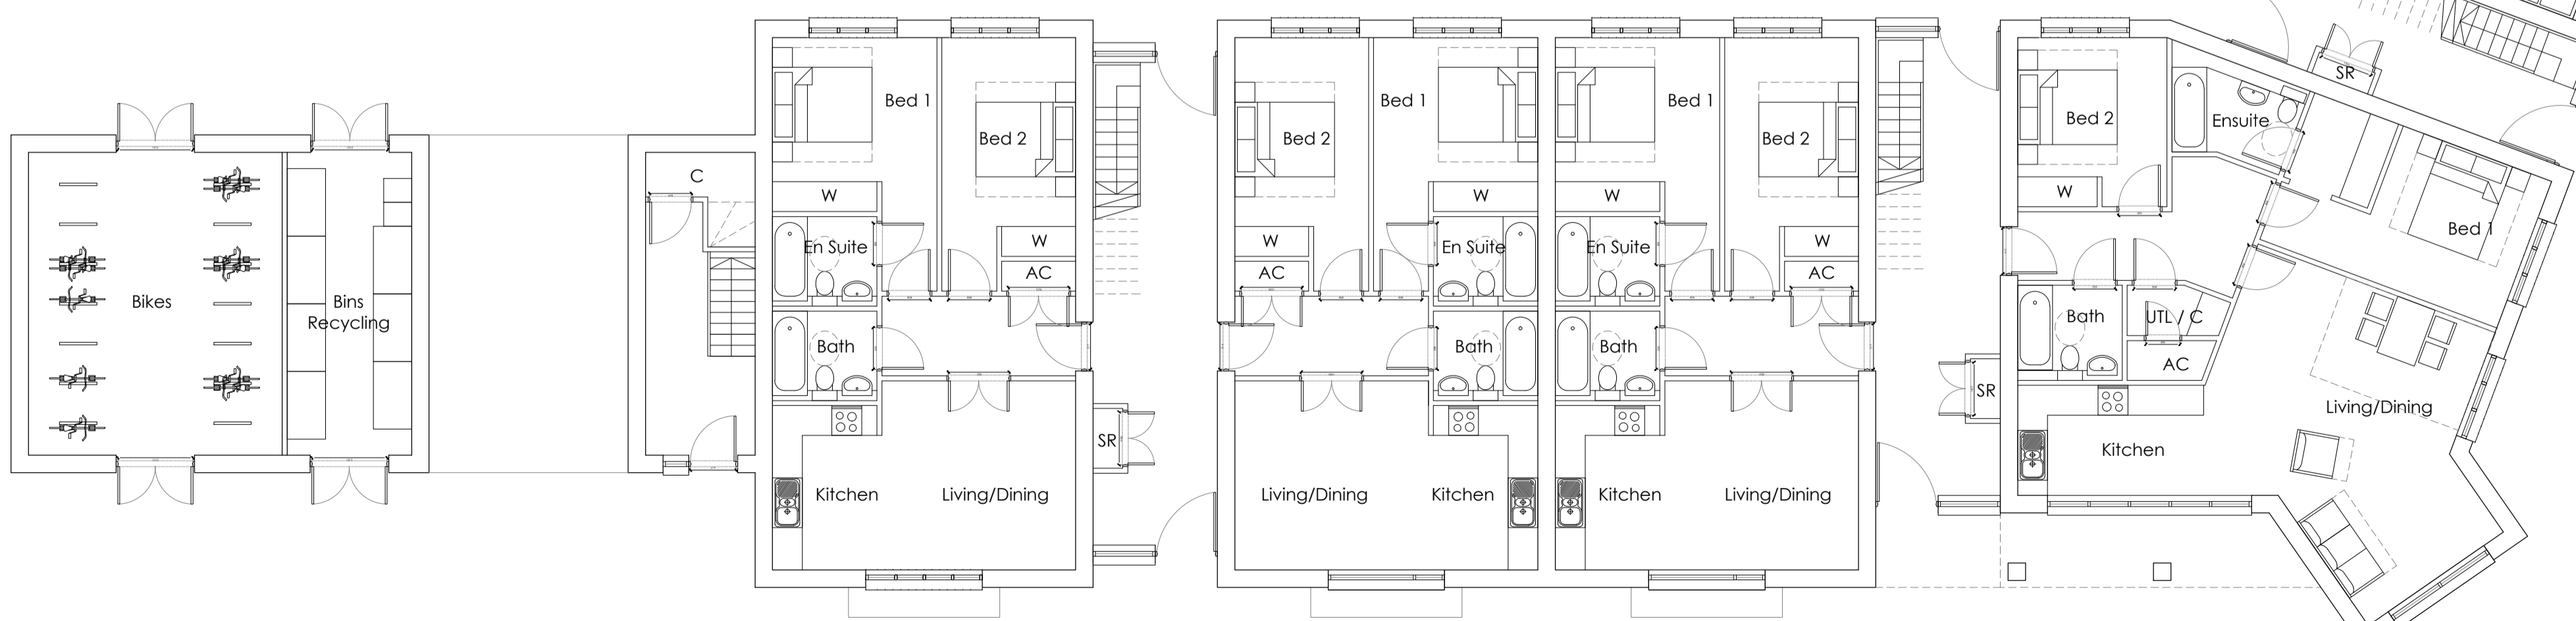 Bikes
Bins
Recycling
C
Bed 1
Bed 2
W
W
En Suite
AC
Bath
Kitchen
Living/Dining
SR
Bed 2
Bed 1
W
W
AC
En Suite
Bath
Living/Dining
Kitchen
Bed 1
Bed 2
W
W
En Suite
AC
Bath
Kitchen
Living/Dining
SR
Bed 2
W
Ensuite
Bed 1
SR
Bath
UTL / C
AC
Kitchen
Living/Dining